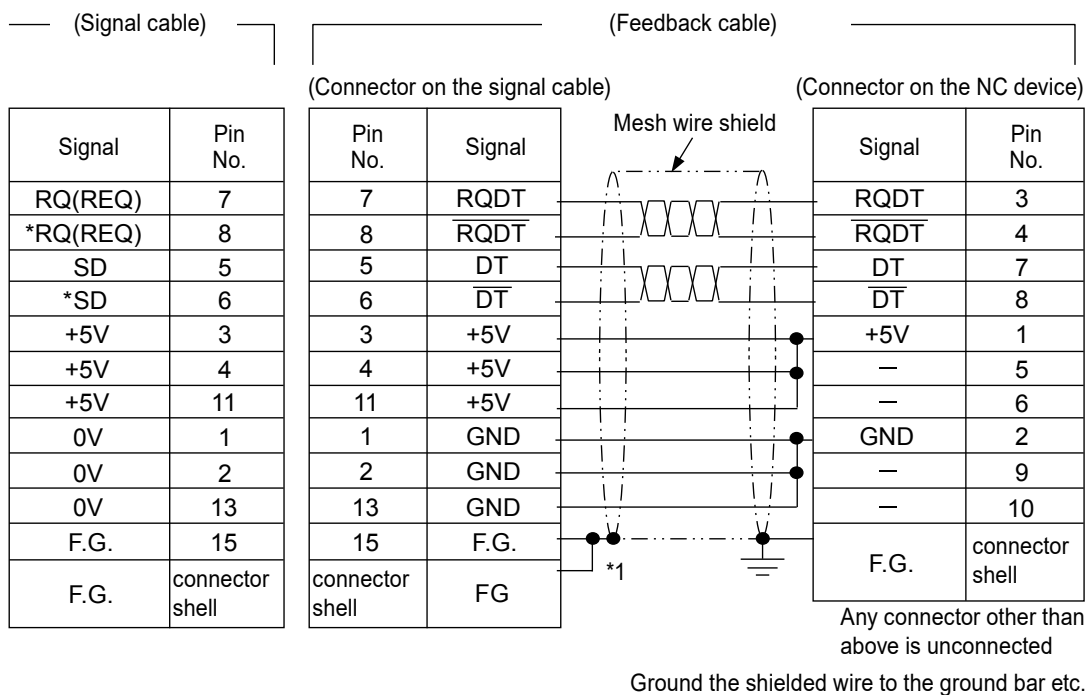 (Signal cable) (Feedback cable)
(Connector on the signal cable) (Connector on the NC device)
Mesh wire shield
Signal Pin No. Pin No. Signal Signal Pin No.
RQ(REQ) 7 7 RQDT RQDT 3
*RQ(REQ) 8 8 R̅Q̅D̅T̅ R̅Q̅D̅T̅ 4
SD 5 5 DT DT 7
*SD 6 6 D̅T̅ D̅T̅ 8
+5V 3 3 +5V +5V 1
+5V 4 4 +5V – 5
+5V 11 11 +5V – 6
0V 1 1 GND GND 2
0V 2 2 GND – 9
0V 13 13 GND – 10
F.G. 15 15 F.G.
*1
F.G. connector shell connector shell FG F.G. connector shell
Any connector other than
above is unconnected
Ground the shielded wire to the ground bar etc.